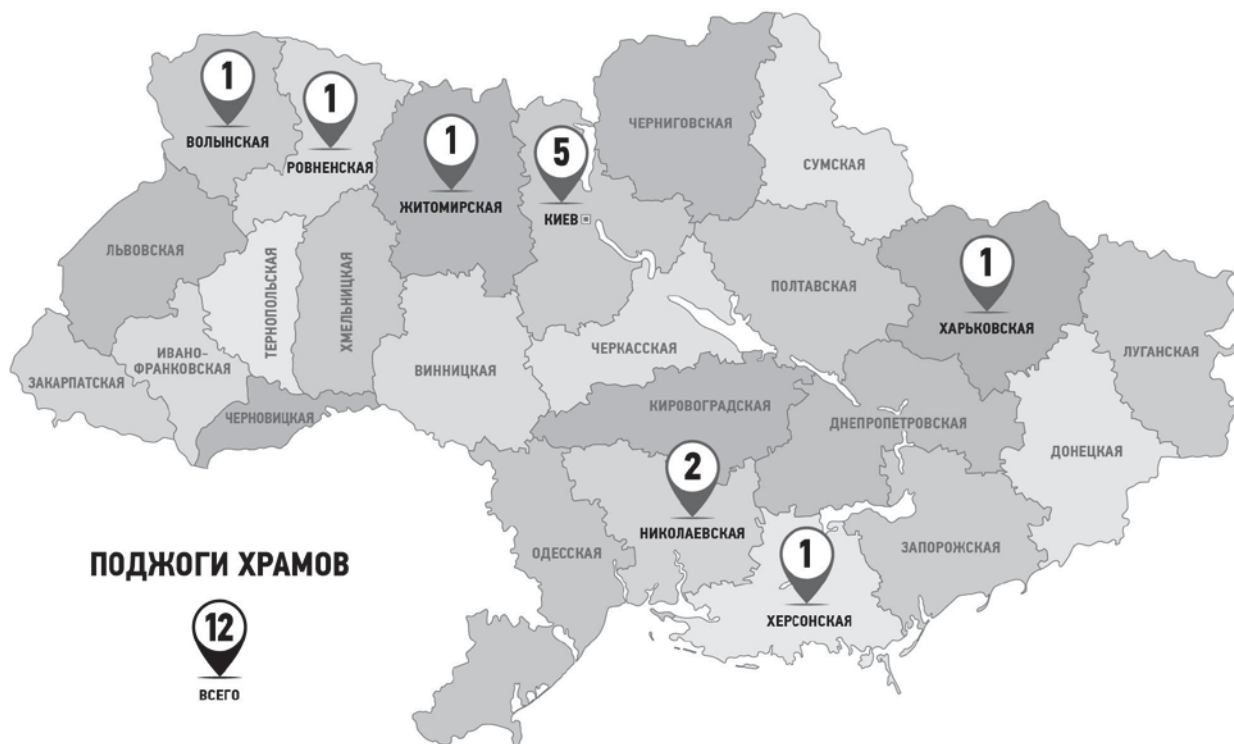 1
ВОЛЫНСКАЯ
1
РОВНЕНСКАЯ
1
ЖИТОМИРСКАЯ
5
КИЕВ
ЧЕРНИГОВСКАЯ
СУМСКАЯ
ЛЬВОВСКАЯ
ТЕРНОПОЛЬСКАЯ
ХМЕЛЬНИЦКАЯ
ПОЛТАВСКАЯ
1
ХАРЬКОВСКАЯ
ЛУГАНСКАЯ
ЗАКАРПАТСКАЯ
ИВАНО-
ФРАНКОВСКАЯ
ЧЕРНОВИЦКАЯ
ВИННИЦКАЯ
ЧЕРКАССКАЯ
КИРОВОГРАДСКАЯ
ДНЕПРОПЕТРОВСКАЯ
ДОНЕЦКАЯ
2
НИКОЛАЕВСКАЯ
ОДЕССКАЯ
ЗАПОРОЖСКАЯ
1
ХЕРСОНСКАЯ
ПОДЖОГИ ХРАМОВ
12
ВСЕГО